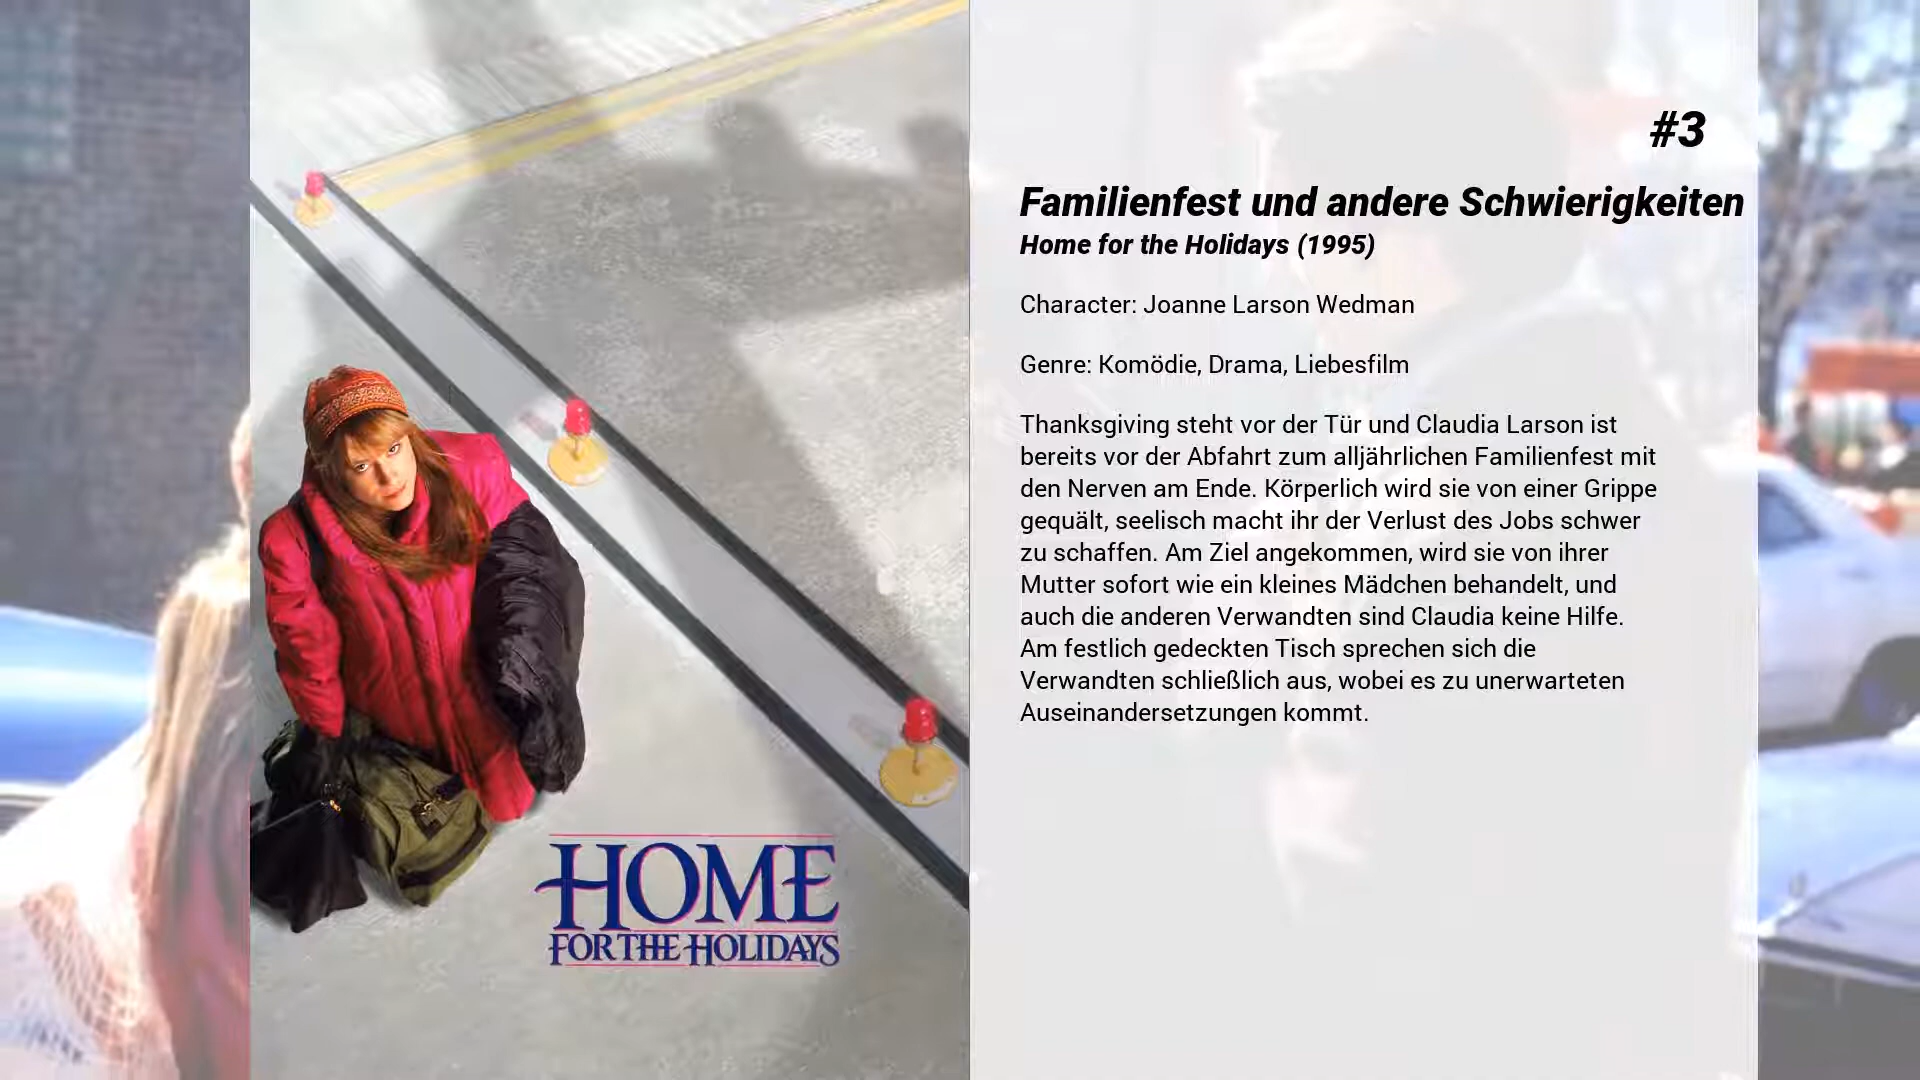 #3
Familienfest und andere Schwierigkeiten
Home for the Holidays (1995)
Character: Joanne Larson Wedman
Genre: Komödie, Drama, Liebesfilm
Thanksgiving steht vor der Tür und Claudia Larson ist
bereits vor der Abfahrt zum alljährlichen Familienfest mit
den Nerven am Ende. Körperlich wird sie von einer Grippe
gequält, seelisch macht ihr der Verlust des Jobs schwer
zu schaffen. Am Ziel angekommen, wird sie von ihrer
Mutter sofort wie ein kleines Mädchen behandelt, und
auch die anderen Verwandten sind Claudia keine Hilfe.
Am festlich gedeckten Tisch sprechen sich die
Verwandten schließlich aus, wobei es zu unerwarteten
Auseinandersetzungen kommt.
HOME
FOR THE HOLIDAYS